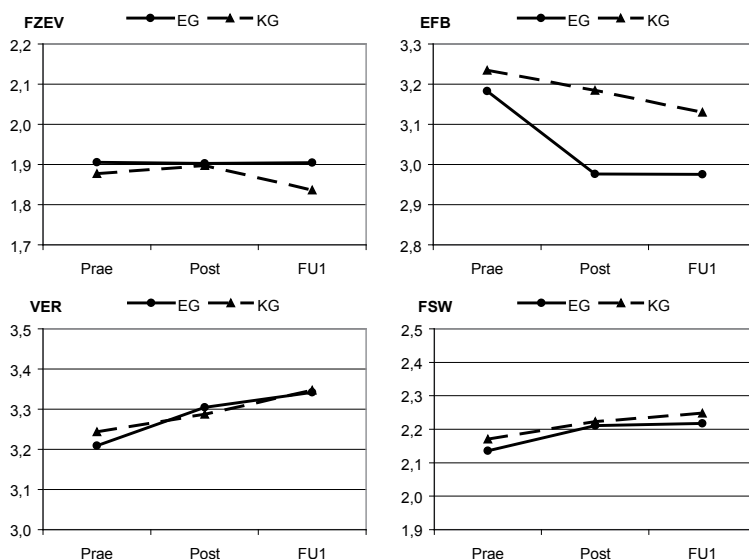 FZEV
EG KG
2,2
2,1
2,0
1,9
1,8
1,7
Prae Post FU1
EFB
EG KG
3,3
3,2
3,1
3,0
2,9
2,8
Prae Post FU1
VER
EG KG
3,5
3,4
3,3
3,2
3,1
3,0
Prae Post FU1
FSW
EG KG
2,5
2,4
2,3
2,2
2,1
2,0
1,9
Prae Post FU1